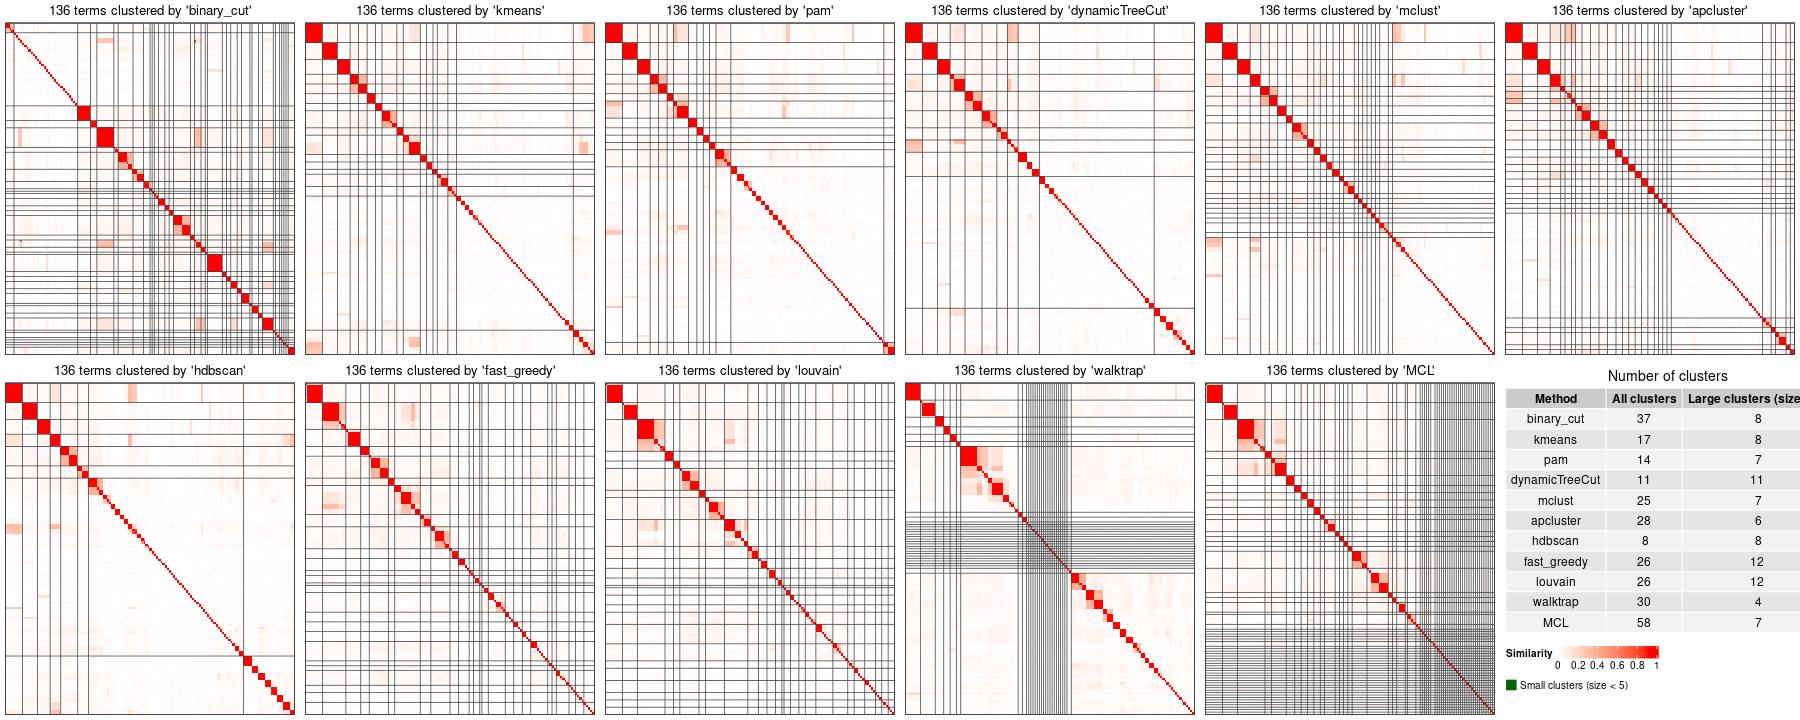 136 terms clustered by 'binary_cut'
136 terms clustered by 'kmeans'
136 terms clustered by 'pam'
136 terms clustered by 'dynamicTreeCut'
136 terms clustered by 'mclust'
136 terms clustered by 'apcluster'
136 terms clustered by 'hdbscan'
136 terms clustered by 'fast_greedy'
136 terms clustered by 'louvain'
136 terms clustered by 'walktrap'
136 terms clustered by 'MCL'
Number of clusters
Method All clusters Large clusters (size
binary_cut 37 8
kmeans 17 8
pam 14 7
dynamicTreeCut 11 11
mclust 25 7
apcluster 28 6
hdbscan 8 8
fast_greedy 26 12
louvain 26 12
walktrap 30 4
MCL 58 7
Similarity
0 0.2 0.4 0.6 0.8 1
Small clusters (size < 5)